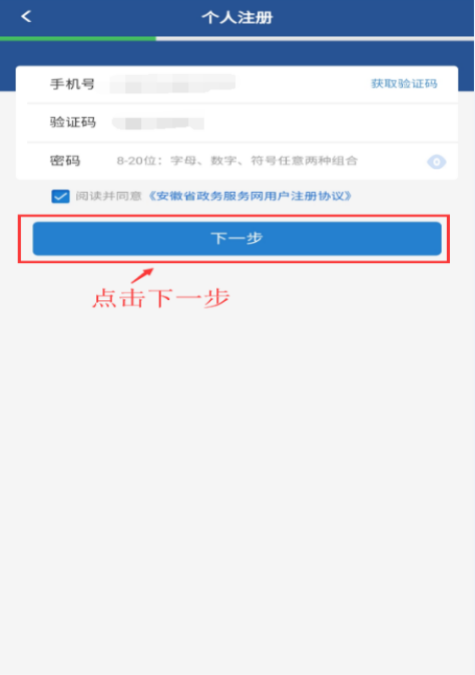 个人注册
手机号 获取验证码
验证码
密码 8-20位：字母、数字、符号任意两种组合
阅读并同意《安徽省政务服务网用户注册协议》
下一步
点击下一步